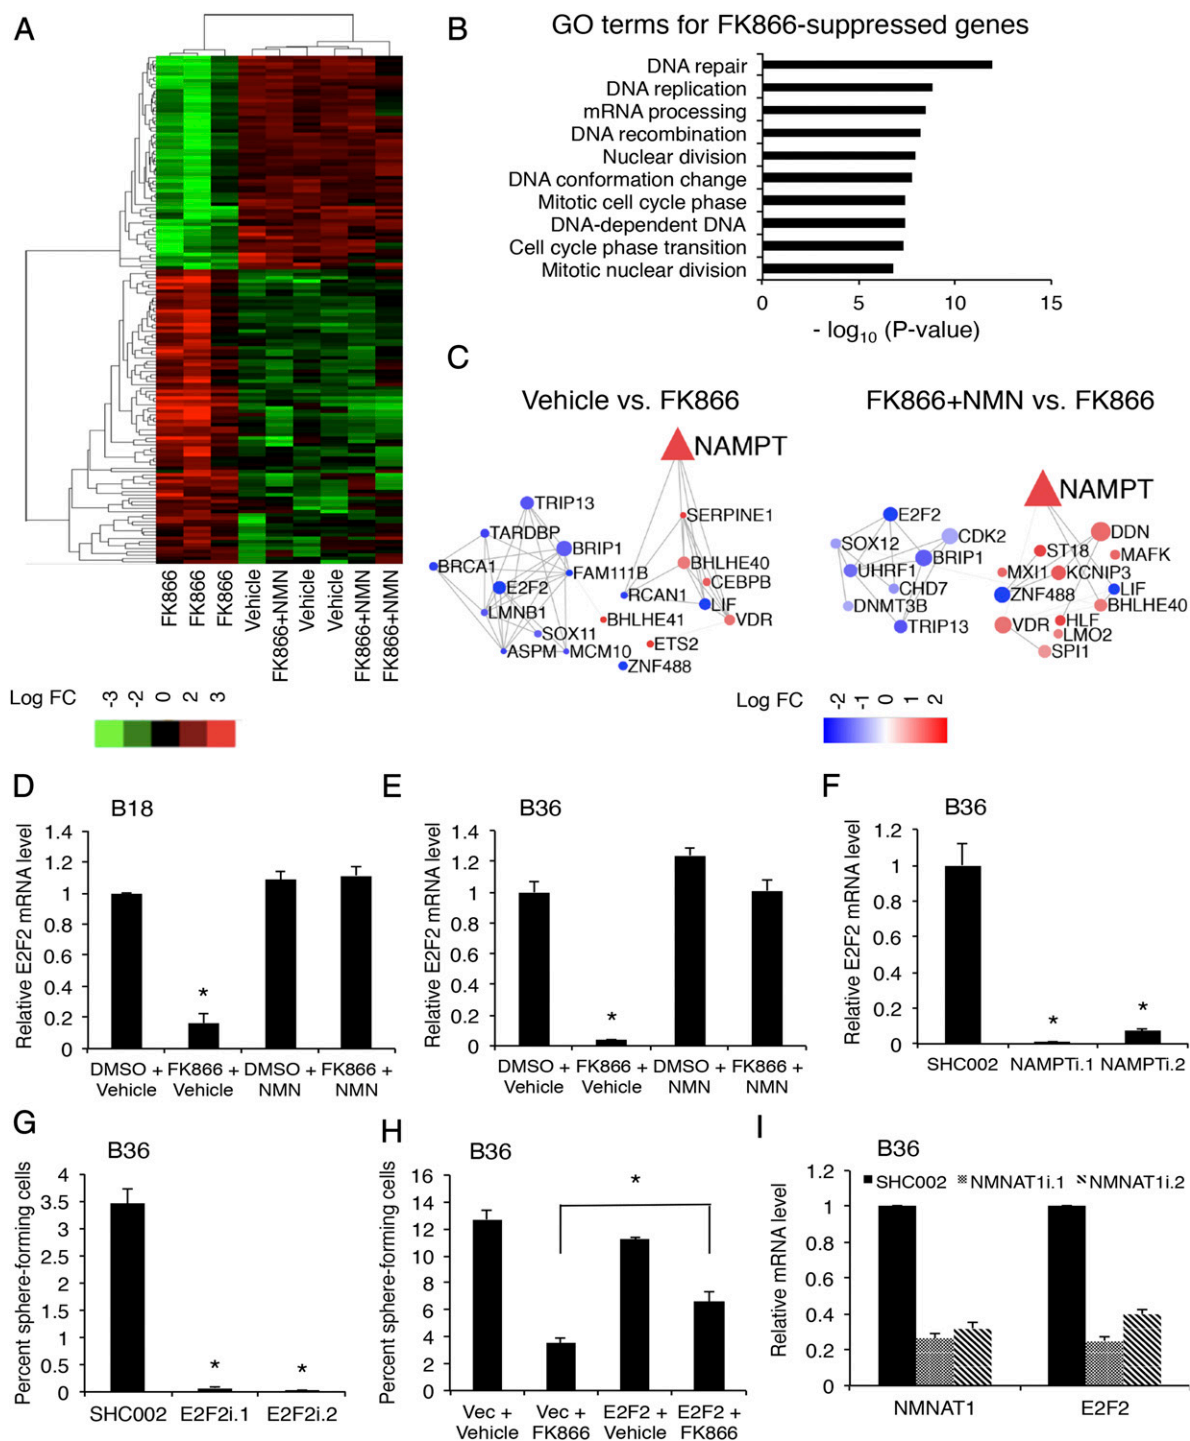 A
FK866
FK866
FK866
Vehicle
FK866+NMN
Vehicle
Vehicle
FK866+NMN
FK866+NMN
Log FC
-3
-2
0
2
3
B
GO terms for FK866-suppressed genes
DNA repair
DNA replication
mRNA processing
DNA recombination
Nuclear division
DNA conformation change
Mitotic cell cycle phase
DNA-dependent DNA
Cell cycle phase transition
Mitotic nuclear division
0 5 10 15
- log10 (P-value)
C
Vehicle vs. FK866
NAMPT
TRIP13
SERPINE1
TARDBP
BRIP1
BHLHE40
BRCA1
FAM111B
CEBPB
E2F2
RCAN1
LIF
LMNB1
BHLHE41
VDR
SOX11
ETS2
ASPM
MCM10
ZNF488
FK866+NMN vs. FK866
NAMPT
E2F2
CDK2
DDN
SOX12
ST18
MAFK
BRIP1
UHRF1
MXI1
KCNIP3
CHD7
ZNF488
LIF
DNMT3B
BHLHE40
TRIP13
VDR
HLF
LMO2
SPI1
Log FC
-2
-1
0
1
2
D
B18
Relative E2F2 mRNA level
1.4
1.2
1
0.8
0.6
0.4
0.2
0
*
DMSO + FK866 + DMSO + FK866 +
Vehicle Vehicle NMN NMN
E
B36
Relative E2F2 mRNA level
1.4
1.2
1
0.8
0.6
0.4
0.2
0
*
DMSO + FK866 + DMSO + FK866 +
Vehicle Vehicle NMN NMN
F
B36
Relative E2F2 mRNA level
1.2
1
0.8
0.6
0.4
0.2
0
* *
SHC002 NAMPTi.1 NAMPTi.2
G
B36
Percent sphere-forming cells
4
3.5
3
2.5
2
1.5
1
0.5
0
* *
SHC002 E2F2i.1 E2F2i.2
H
B36
Percent sphere-forming cells
16
14
12
10
8
6
4
2
0
*
Vec + Vec + E2F2 + E2F2 +
Vehicle FK866 Vehicle FK866
I
B36
Relative mRNA level
1.2
1
0.8
0.6
0.4
0.2
0
SHC002 NMNAT1i.1 NMNAT1i.2
NMNAT1 E2F2